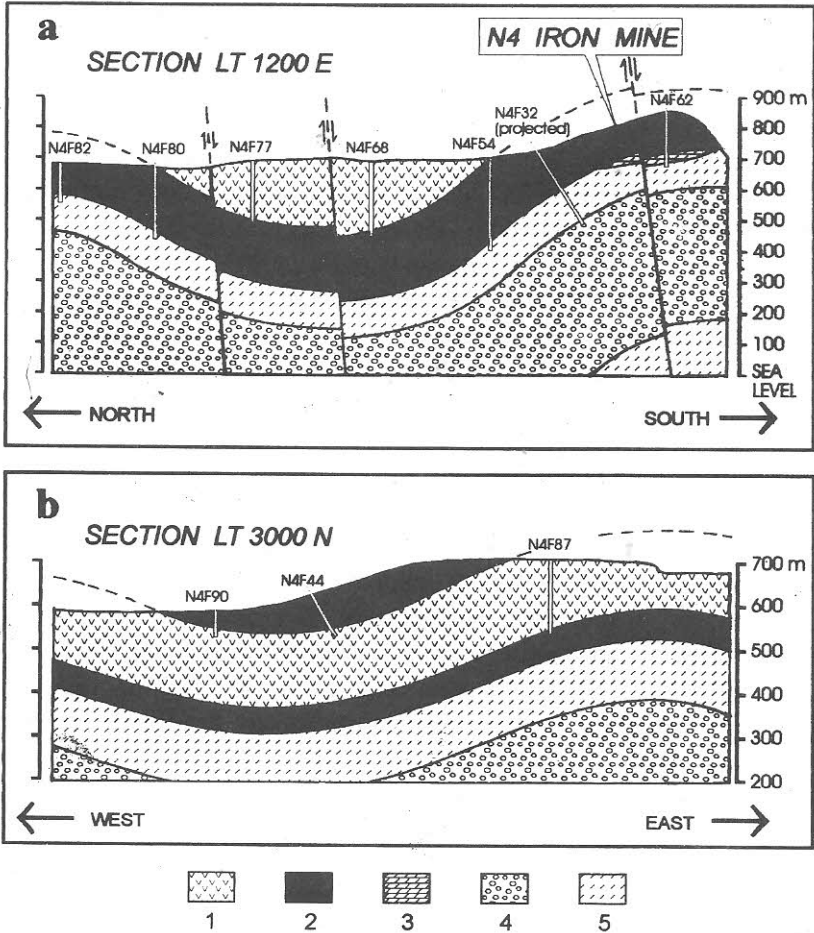 a
SECTION LT 1200 E
N4 IRON MINE
N4F82
N4F80
N4F77
N4F68
N4F54
N4F32
(projected)
N4F62
900 m
800
700
600
500
400
300
200
100
SEA
LEVEL
NORTH
SOUTH
b
SECTION LT 3000 N
N4F90
N4F44
N4F87
700 m
600
500
400
300
200
WEST
EAST
1
2
3
4
5